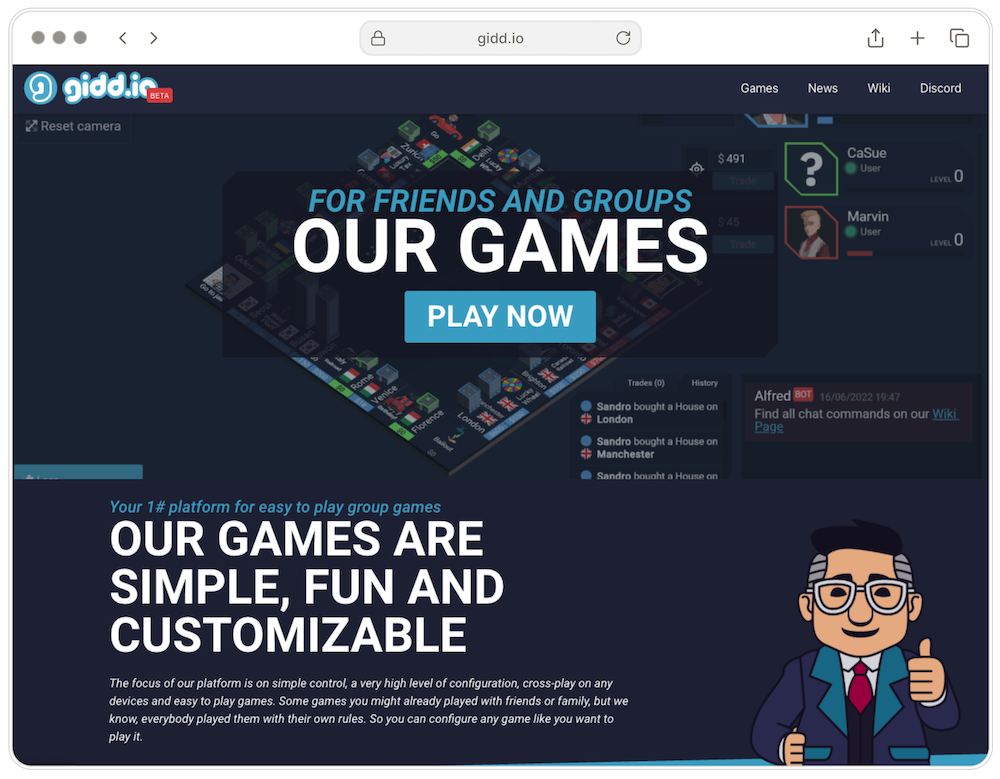 gidd.io
gidd.io
BETA
Games
News
Wiki
Discord
Reset camera
Go
Zurich
Delhi
Lucky
$ 491
Trade
CaSue
User
LEVEL 0
$ 45
Trade
Marvin
User
LEVEL 0
FOR FRIENDS AND GROUPS
OUR GAMES
PLAY NOW
Rome
Venice
Florence
London
Brighton
Lucky
Wheel
Manchester
Trades (0)
History
Sandro bought a House on
London
Sandro bought a House on
Manchester
Sandro bought a House on
Alfred BOT 16/06/2022 19:47
Find all chat commands on our Wiki
Page
Your 1# platform for easy to play group games
OUR GAMES ARE
SIMPLE, FUN AND
CUSTOMIZABLE
The focus of our platform is on simple control, a very high level of configuration, cross-play on any
devices and easy to play games. Some games you might already played with friends or family, but we
know, everybody played them with their own rules. So you can configure any game like you want to
play it.